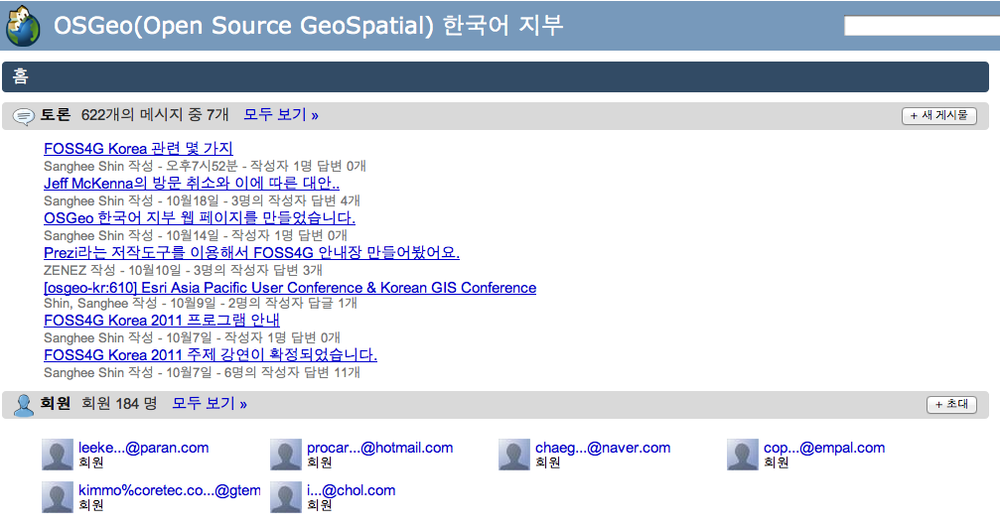 OSGeo(Open Source GeoSpatial) 한국어 지부
홈
토론 622개의 메시지 중 7개 모두 보기 »
+ 새 게시물
FOSS4G Korea 관련 몇 가지
Sanghee Shin 작성 - 오후7시52분 - 작성자 1명 답변 0개
Jeff McKenna의 방문 취소와 이에 따른 대안..
Sanghee Shin 작성 - 10월18일 - 3명의 작성자 답변 4개
OSGeo 한국어 지부 웹 페이지를 만들었습니다.
Sanghee Shin 작성 - 10월14일 - 작성자 1명 답변 0개
Prezi라는 저작도구를 이용해서 FOSS4G 안내장 만들어봤어요.
ZENEZ 작성 - 10월10일 - 3명의 작성자 답변 3개
[osgeo-kr:610] Esri Asia Pacific User Conference & Korean GIS Conference
Shin, Sanghee 작성 - 10월9일 - 2명의 작성자 답글 1개
FOSS4G Korea 2011 프로그램 안내
Sanghee Shin 작성 - 10월7일 - 작성자 1명 답변 0개
FOSS4G Korea 2011 주제 강연이 확정되었습니다.
Sanghee Shin 작성 - 10월7일 - 6명의 작성자 답변 11개
회원 회원 184 명 모두 보기 »
+ 초대
leeke...@paran.com
회원
procar...@hotmail.com
회원
chaeg...@naver.com
회원
cop...@empal.com
회원
kimmo%coretec.co...@gtem
회원
i...@chol.com
회원